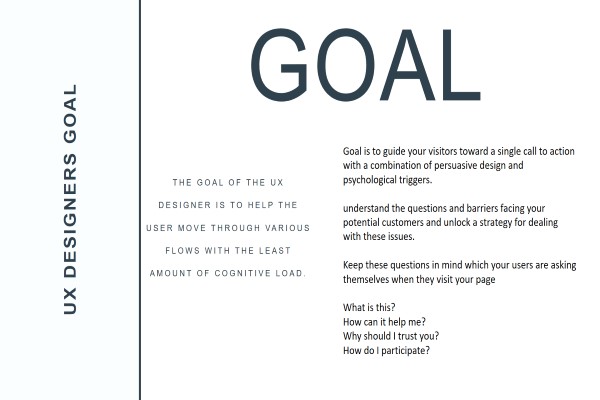 UX DESIGNERS GOAL
GOAL
THE GOAL OF THE UX
DESIGNER IS TO HELP THE
USER MOVE THROUGH VARIOUS
FLOWS WITH THE LEAST
AMOUNT OF COGNITIVE LOAD.
Goal is to guide your visitors toward a single call to action
with a combination of persuasive design and
psychological triggers.
understand the questions and barriers facing your
potential customers and unlock a strategy for dealing
with these issues.
Keep these questions in mind which your users are asking
themselves when they visit your page
What is this?
How can it help me?
Why should I trust you?
How do I participate?